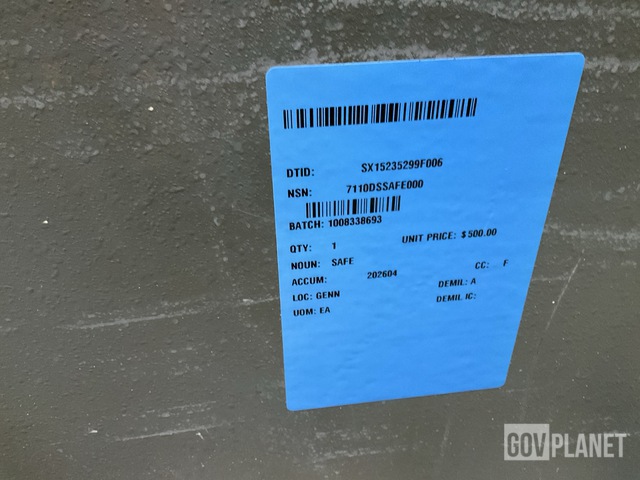 DTID: SX15235299F006
NSN: 7110DSSAFE000
BATCH: 1008338693
QTY: 1 UNIT PRICE: $500.00
NOUN: SAFE CC: F
ACCUM: 202604 DEMIL: A
LOC: GENN DEMIL IC:
UOM: EA
GOVPLANET